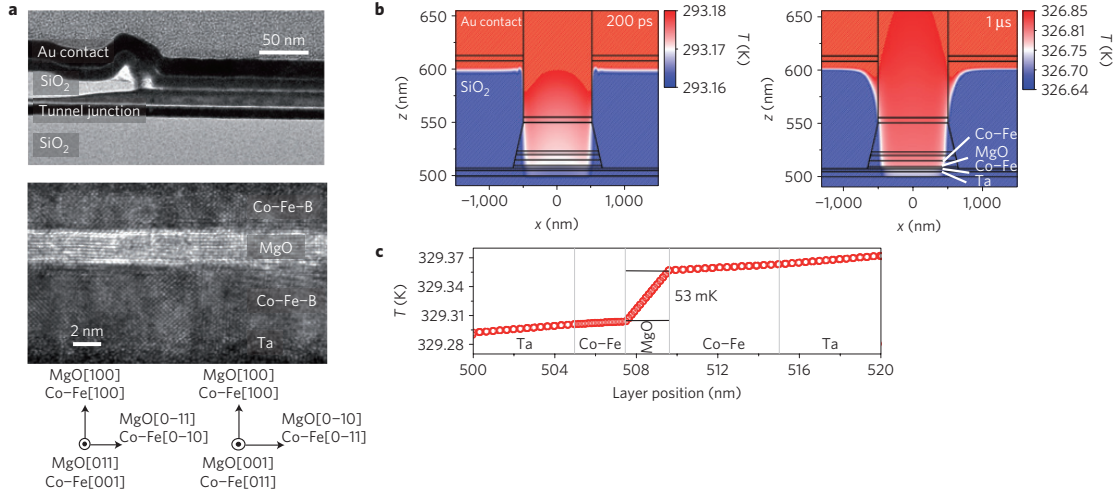 a
Au contact
50 nm
SiO2
Tunnel junction
SiO2
Co–Fe–B
MgO
Co–Fe–B
2 nm
Ta
MgO[100]
Co–Fe[100]
MgO[0–11]
Co–Fe[0–10]
MgO[011]
Co–Fe[001]
MgO[100]
Co–Fe[100]
MgO[0–10]
Co–Fe[0–11]
MgO[001]
Co–Fe[011]
b
650
600
550
500
z (nm)
Au contact
200 ps
SiO2
−1,000
0
1,000
x (nm)
293.18
293.17
293.16
T (K)
650
600
550
500
z (nm)
1 µs
Co–Fe
MgO
Co–Fe
Ta
−1,000
0
1,000
x (nm)
326.85
326.81
326.75
326.70
326.64
T (K)
c
329.37
329.34
329.31
329.28
T (K)
53 mK
Ta
Co–Fe
MgO
Co–Fe
Ta
500
504
508
512
516
520
Layer position (nm)